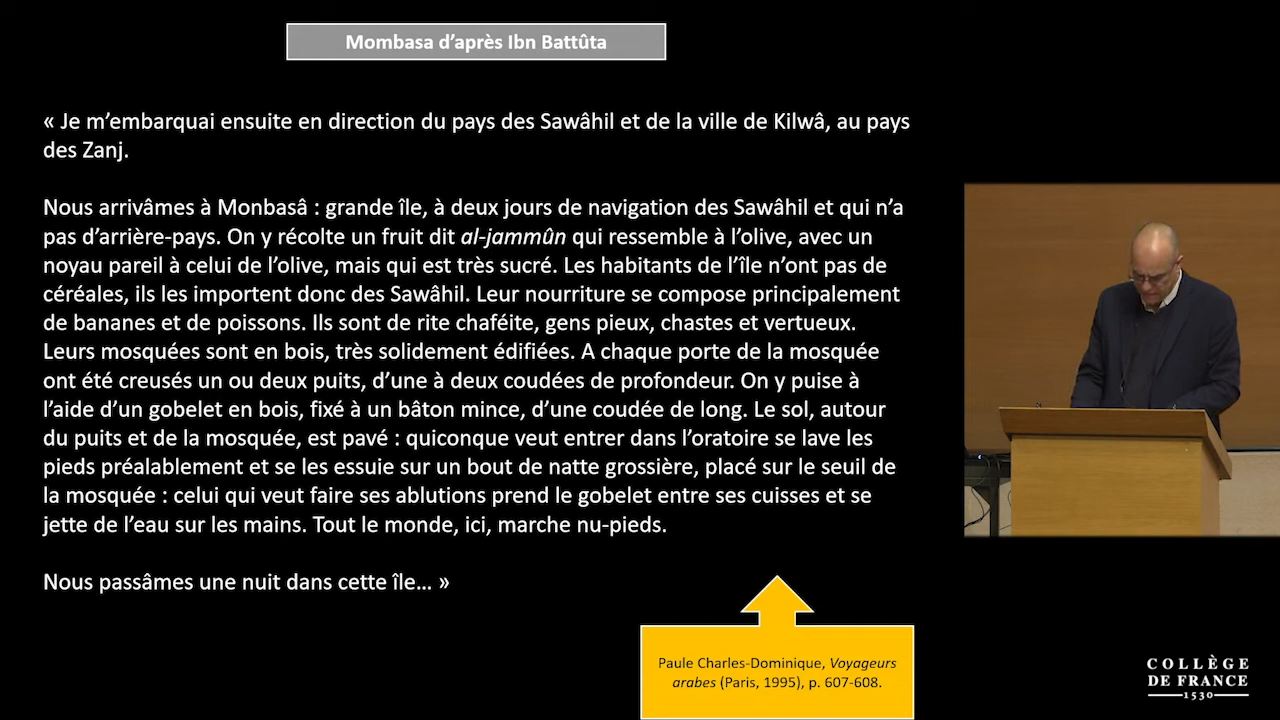 Mombasa d’après Ibn Battûta
« Je m’embarquai ensuite en direction du pays des Sawâhil et de la ville de Kilwâ, au pays
des Zanj.
Nous arrivâmes à Monbasâ : grande île, à deux jours de navigation des Sawâhil et qui n’a
pas d’arrière-pays. On y récolte un fruit dit al-jammûn qui ressemble à l’olive, avec un
noyau pareil à celui de l’olive, mais qui est très sucré. Les habitants de l’île n’ont pas de
céréales, ils les importent donc des Sawâhil. Leur nourriture se compose principalement
de bananes et de poissons. Ils sont de rite chaféite, gens pieux, chastes et vertueux.
Leurs mosquées sont en bois, très solidement édifiées. A chaque porte de la mosquée
ont été creusés un ou deux puits, d’une à deux coudées de profondeur. On y puise à
l’aide d’un gobelet en bois, fixé à un bâton mince, d’une coudée de long. Le sol, autour
du puits et de la mosquée, est pavé : quiconque veut entrer dans l’oratoire se lave les
pieds préalablement et se les essuie sur un bout de natte grossière, placé sur le seuil de
la mosquée : celui qui veut faire ses ablutions prend le gobelet entre ses cuisses et se
jette de l’eau sur les mains. Tout le monde, ici, marche nu-pieds.
Nous passâmes une nuit dans cette île… »
Paule Charles-Dominique, Voyageurs
arabes (Paris, 1995), p. 607-608.
COLLÈGE
DE FRANCE
1530